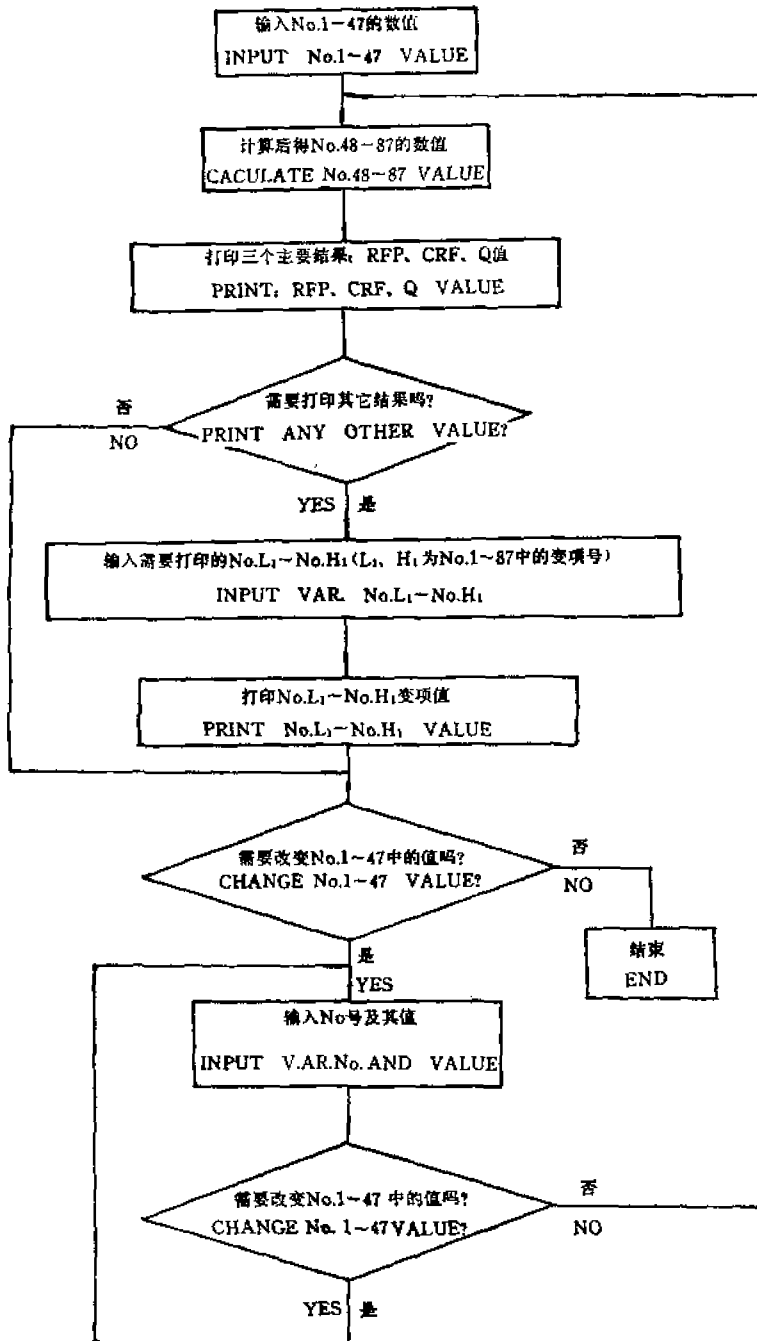 输入No.1-47的数值
INPUT No.1~47 VALUE
计算后得No.48-87的数值
CACULATE No.48~87 VALUE
打印三个主要结果: RFP、CRF、Q值
PRINT: RFP、CRF、Q VALUE
需要打印其它结果吗?
PRINT ANY OTHER VALUE?
否
NO
YES 是
输入需要打印的No.L₁~No.H₁(L₁、H₁为No.1~87中的变项号)
INPUT VAR. No.L₁~No.H₁
打印No.L₁~No.H₁变项值
PRINT No.L₁~No.H₁ VALUE
需要改变No.1~47中的值吗?
CHANGE No.1~47 VALUE?
否
NO
结束
END
是
YES
输入No号及其值
INPUT V.AR.No.AND VALUE
需要改变No.1~47 中的值吗?
CHANGE No. 1~47 VALUE?
否
NO
YES 是